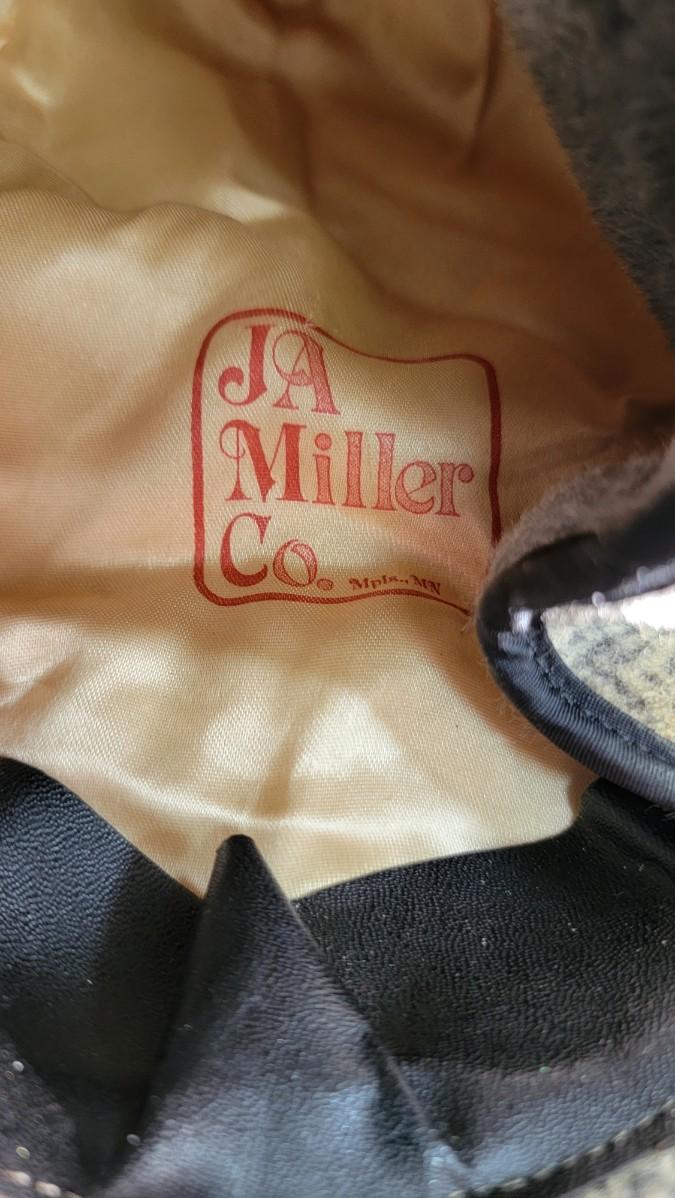 JA
Miller
Co. Mpls., MN